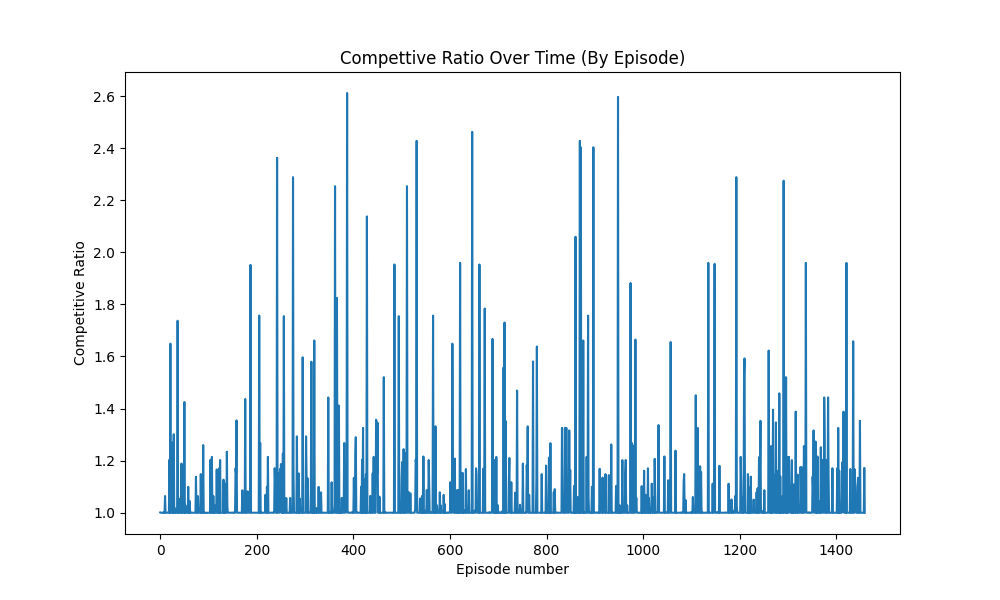 Compettive Ratio Over Time (By Episode)
2.6
2.4
2.2
2.0
1.8
1.6
1.4
1.2
1.0
Competitive Ratio
0 200 400 600 800 1000 1200 1400
Episode number